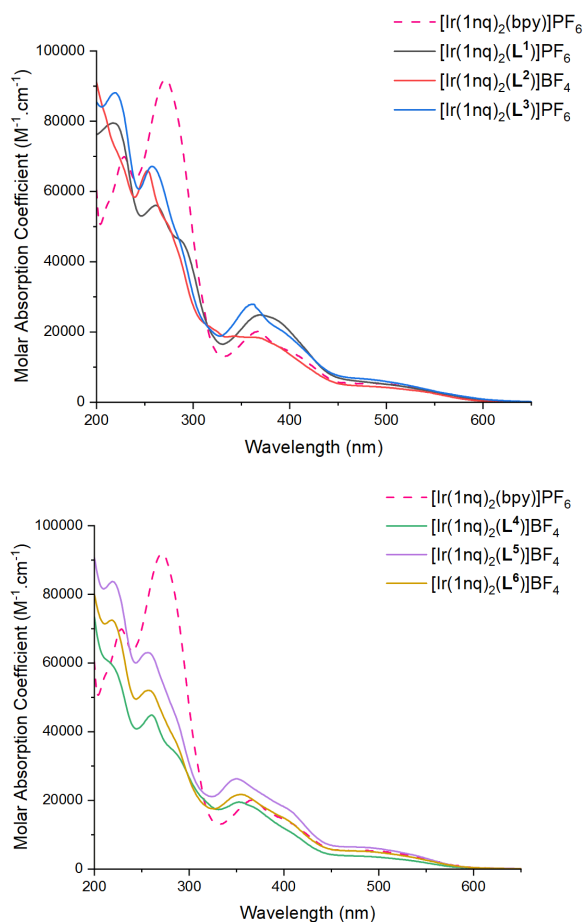 [Ir(1nq)₂(bpy)]PF₆
[Ir(1nq)₂(L¹)]PF₆
[Ir(1nq)₂(L²)]BF₄
[Ir(1nq)₂(L³)]PF₆
100000
80000
60000
40000
20000
0
200 300 400 500 600
Molar Absorption Coefficient (M⁻¹.cm⁻¹)
Wavelength (nm)
[Ir(1nq)₂(bpy)]PF₆
[Ir(1nq)₂(L⁴)]BF₄
[Ir(1nq)₂(L⁵)]BF₄
[Ir(1nq)₂(L⁶)]BF₄
100000
80000
60000
40000
20000
0
200 300 400 500 600
Molar Absorption Coefficient (M⁻¹.cm⁻¹)
Wavelength (nm)